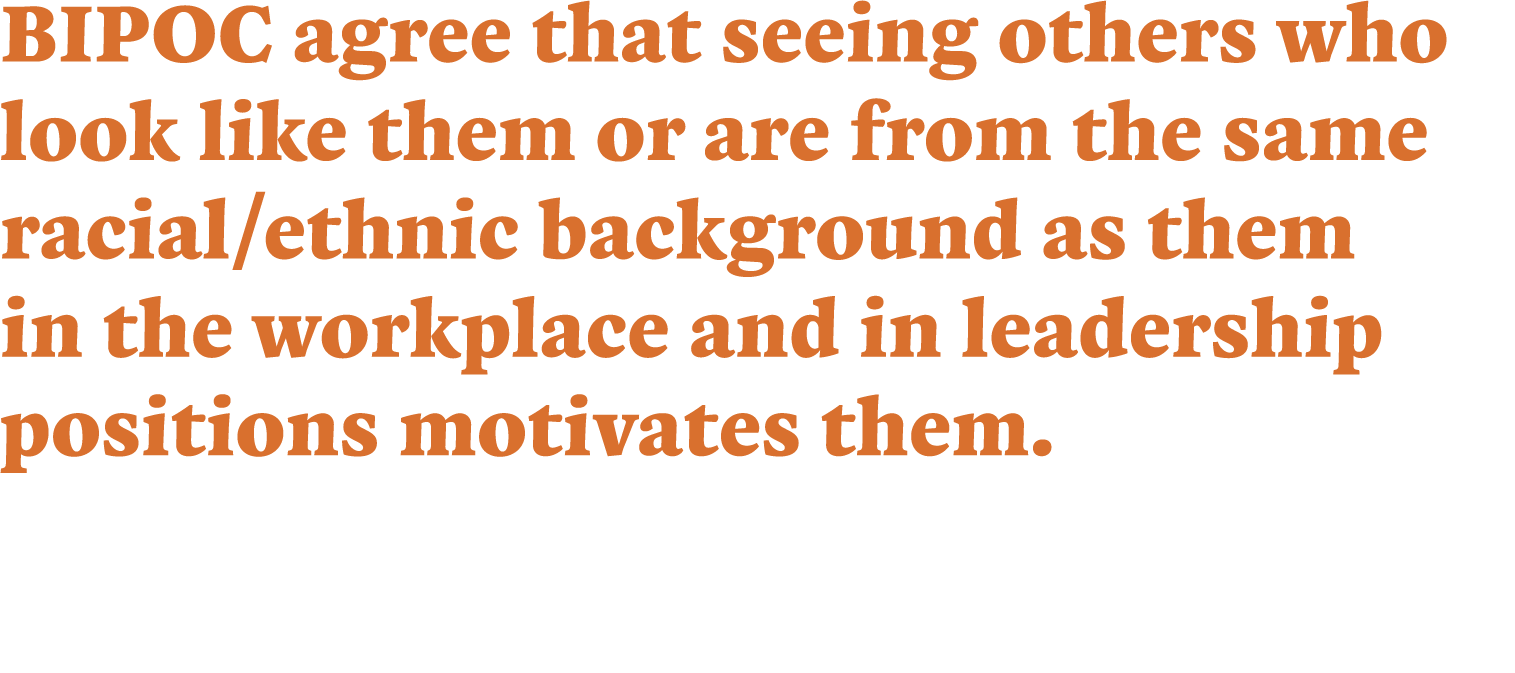 BIPOC agree that seeing others who
look like them or are from the same
racial/ethnic background as them
in the workplace and in leadership
positions motivates them.